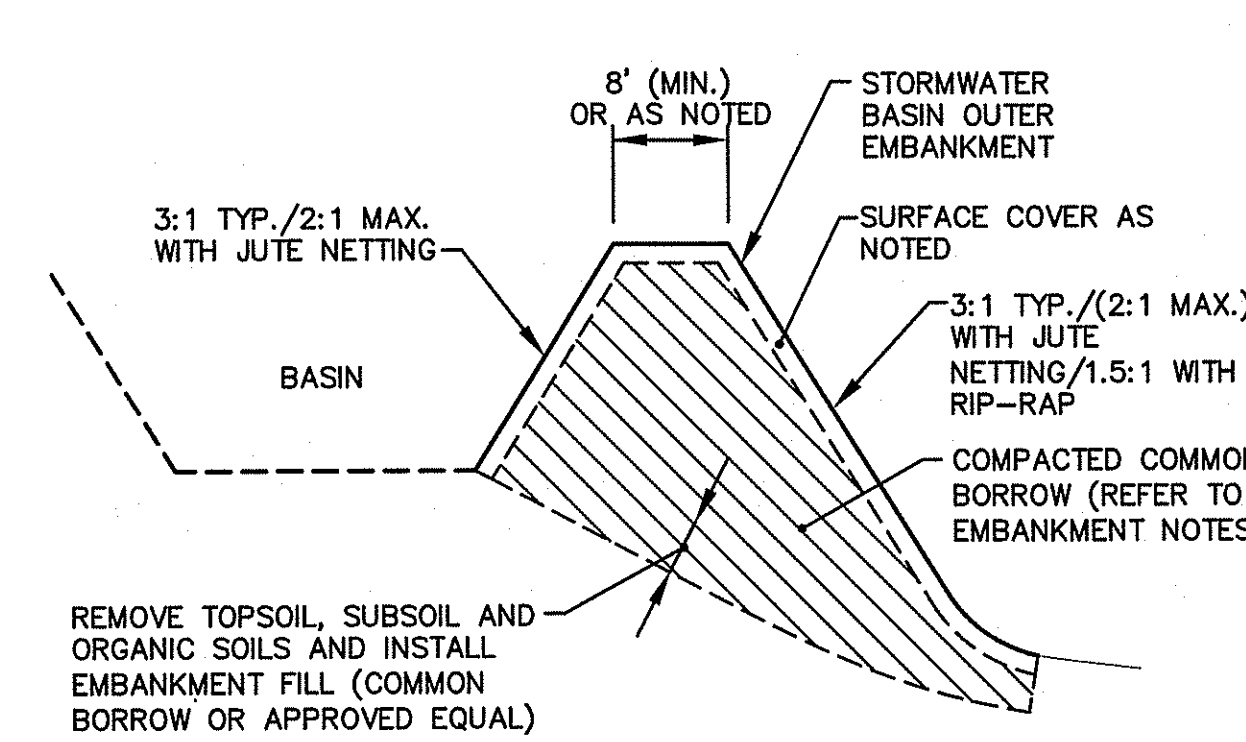 8' (MIN.)
OR AS NOTED
STORMWATER
BASIN OUTER
EMBANKMENT
3:1 TYP./2:1 MAX.
WITH JUTE NETTING
SURFACE COVER AS
NOTED
3:1 TYP./(2:1 MAX.)
WITH JUTE
NETTING/1.5:1 WITH
RIP-RAP
BASIN
COMPACTED COMMON
BORROW (REFER TO
EMBANKMENT NOTES
REMOVE TOPSOIL, SUBSOIL AND
ORGANIC SOILS AND INSTALL
EMBANKMENT FILL (COMMON
BORROW OR APPROVED EQUAL)